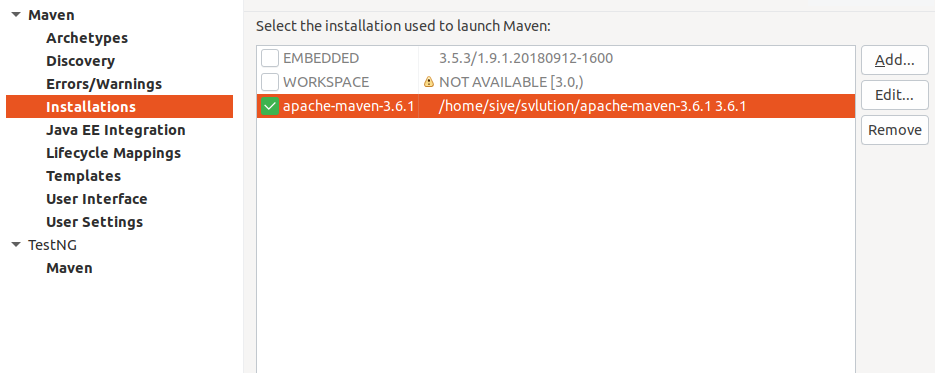 Maven
Archetypes
Discovery
Errors/Warnings
Installations
Java EE Integration
Lifecycle Mappings
Templates
User Interface
User Settings
TestNG
Maven
Select the installation used to launch Maven:
EMBEDDED 3.5.3/1.9.1.20180912-1600
WORKSPACE NOT AVAILABLE [3.0,)
apache-maven-3.6.1 /home/siye/svlution/apache-maven-3.6.1 3.6.1
Add...
Edit...
Remove